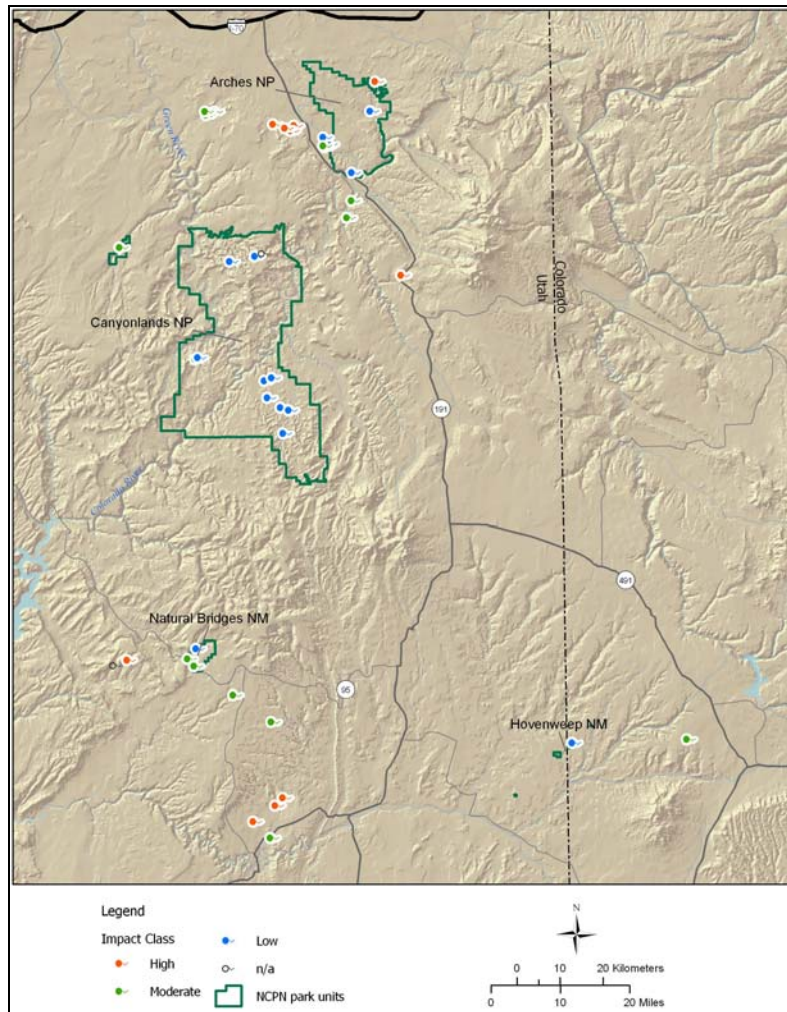 I-70
Arches NP
Green River
Colorado
Utah
Canyonlands NP
191
Colorado River
491
Natural Bridges NM
95
Hovenweep NM
Legend
Impact Class
Low
High
n/a
Moderate
NCPN park units
N
0 10 20 Kilometers
0 10 20 Miles